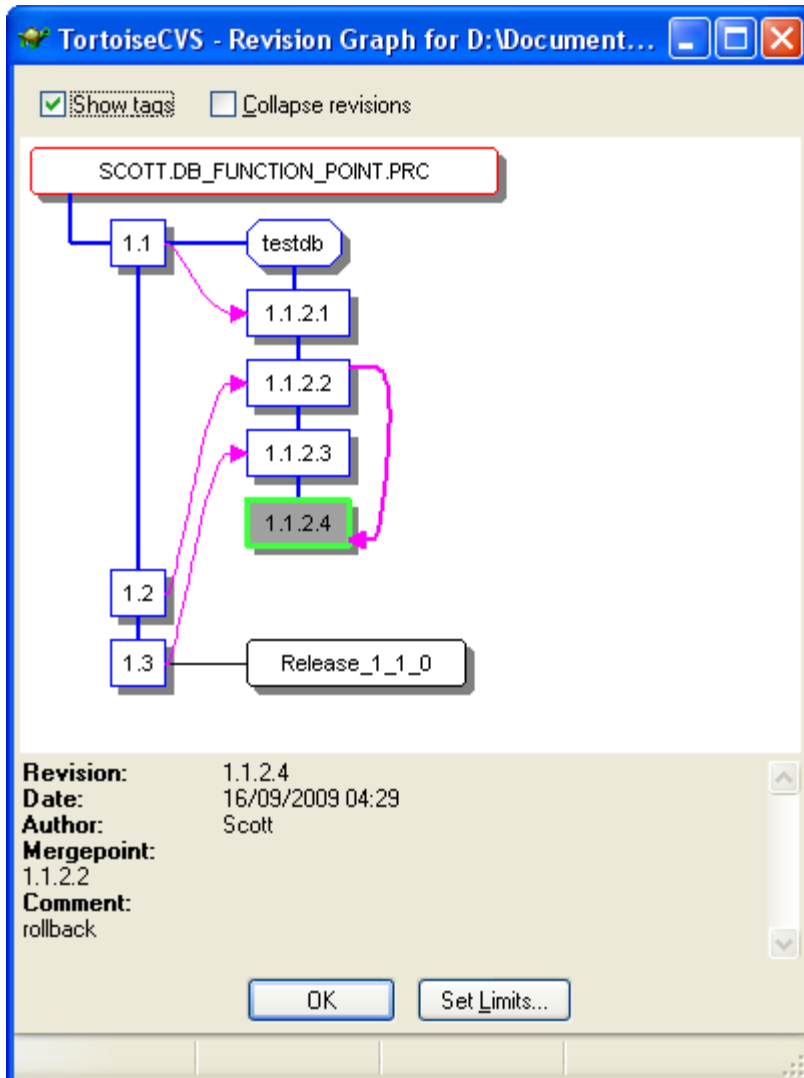 TortoiseCVS - Revision Graph for D:\Document...
Show tags Collapse revisions
SCOTT.DB_FUNCTION_POINT.PRC
1.1 testdb
1.1.2.1
1.1.2.2
1.1.2.3
1.1.2.4
1.2
1.3 Release_1_1_0
Revision: 1.1.2.4
Date: 16/09/2009 04:29
Author: Scott
Mergepoint:
1.1.2.2
Comment:
rollback
OK Set Limits...